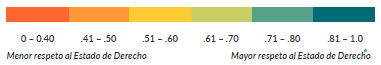 0 – 0.40 .41 – .50 .51 – .60 .61 – .70 .71 – .80 .81 – 1.0
Menor respeto al Estado de Derecho Mayor respeto al Estado de Derecho